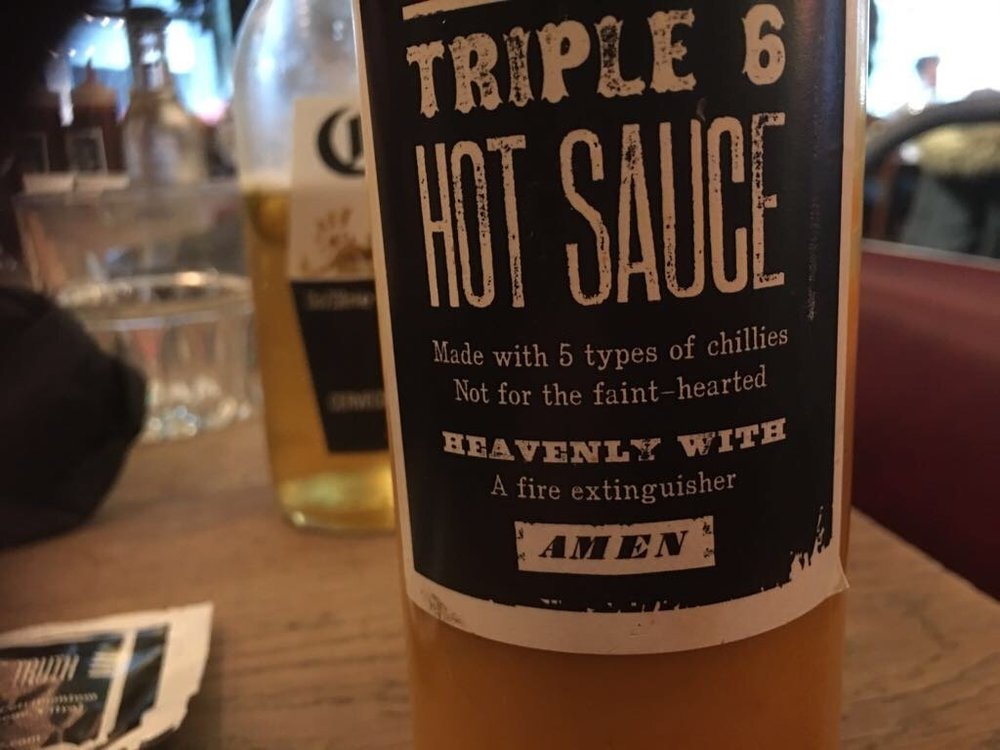 TRIPLE 6
HOT SAUCE
Made with 5 types of chillies
Not for the faint-hearted
HEAVENLY WITH
A fire extinguisher
AMEN
TRUTH